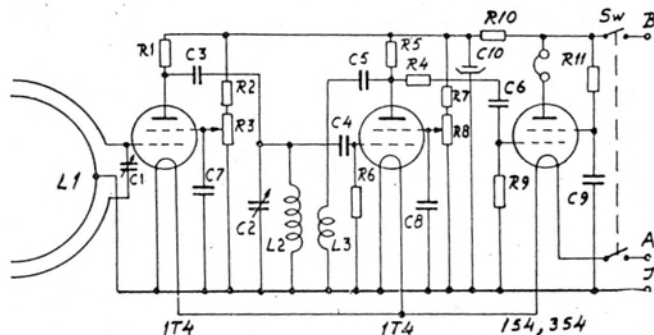 R10 Sw B
R1 C3 R5 C10 R11
C5 R4
R2 C6
R7
R3 C4 R8
L1 C1 C7 R6 R9 C9
C2 C8
L2 L3 A
J
1T4 1T4 1S4, 3S4